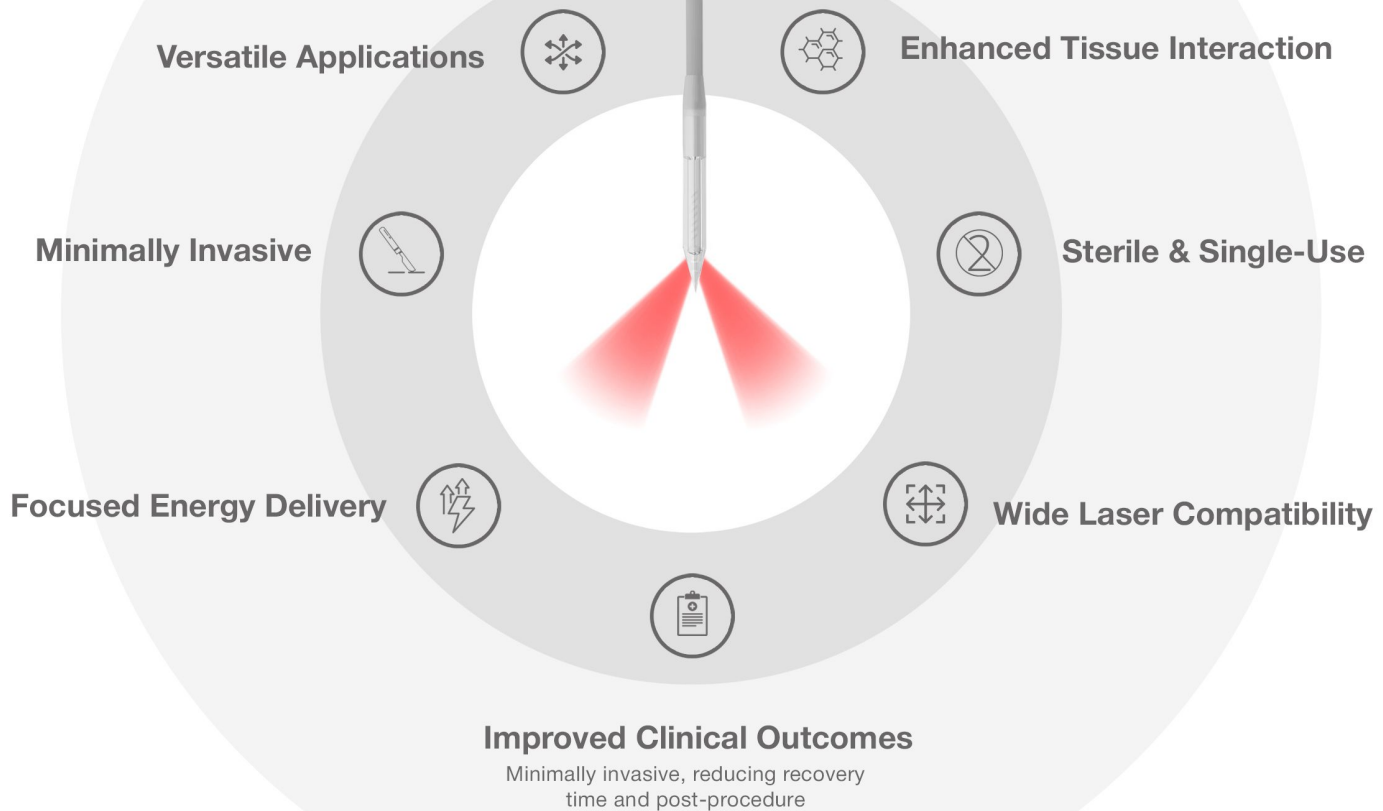 Versatile Applications
Enhanced Tissue Interaction
Minimally Invasive
2
Sterile & Single-Use
Focused Energy Delivery
Wide Laser Compatibility
Improved Clinical Outcomes
Minimally invasive, reducing recovery
time and post-procedure